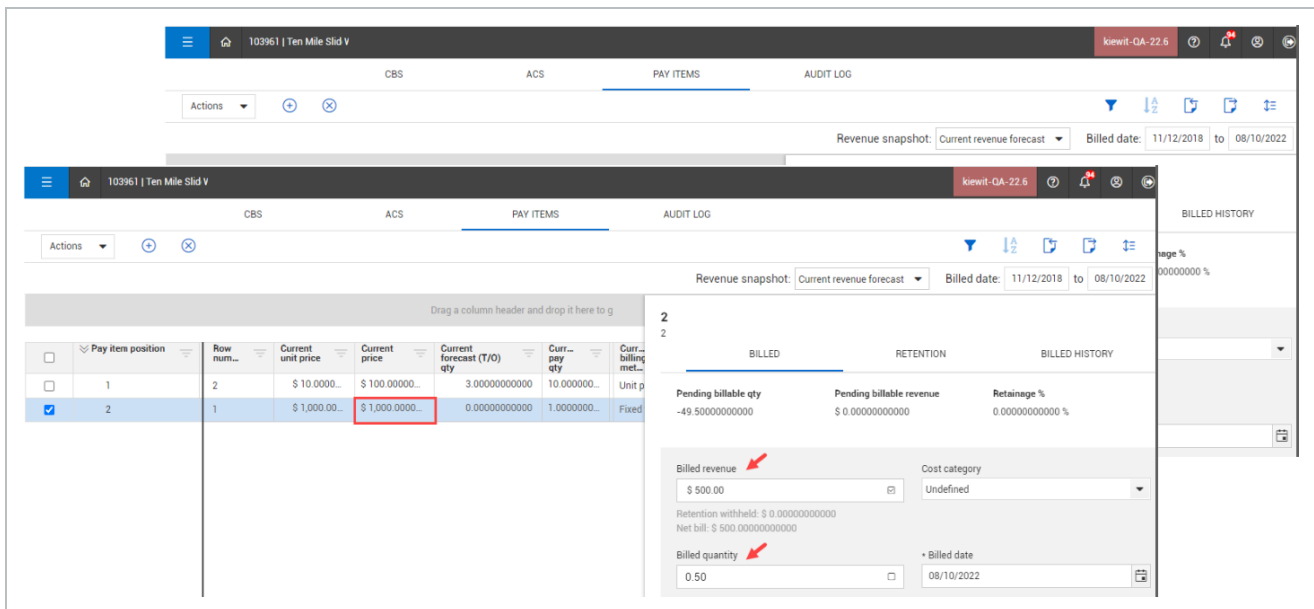 103961 | Ten Mile Slid V kiewit-QA-22.6 94
CBS ACS PAY ITEMS AUDIT LOG
Actions
Revenue snapshot: Current revenue forecast Billed date: 11/12/2018 to 08/10/2022
103961 | Ten Mile Slid V kiewit-QA-22.6 94
CBS ACS PAY ITEMS AUDIT LOG
BILLED HISTORY
Actions
nage %
00000000 %
Revenue snapshot: Current revenue forecast Billed date: 11/12/2018 to 08/10/2022
Drag a column header and drop it here to g
Pay item position Row num... Current unit price Current price Current forecast (T/O) qty Curr... pay qty Curr... billing met...
1 2 $ 10.0000... $ 100.00000... 3.00000000000 10.000000... Unit p
2 1 $ 1,000.00... $ 1,000.0000... 0.00000000000 1.0000000... Fixed
2
2
BILLED RETENTION BILLED HISTORY
Pending billable qty Pending billable revenue Retainage %
-49.50000000000 $ 0.00000000000 0.00000000000 %
Billed revenue Cost category
$ 500.00 Undefined
Retention withheld: $ 0.00000000000
Net bill: $ 500.00000000000
Billed quantity * Billed date
0.50 08/10/2022